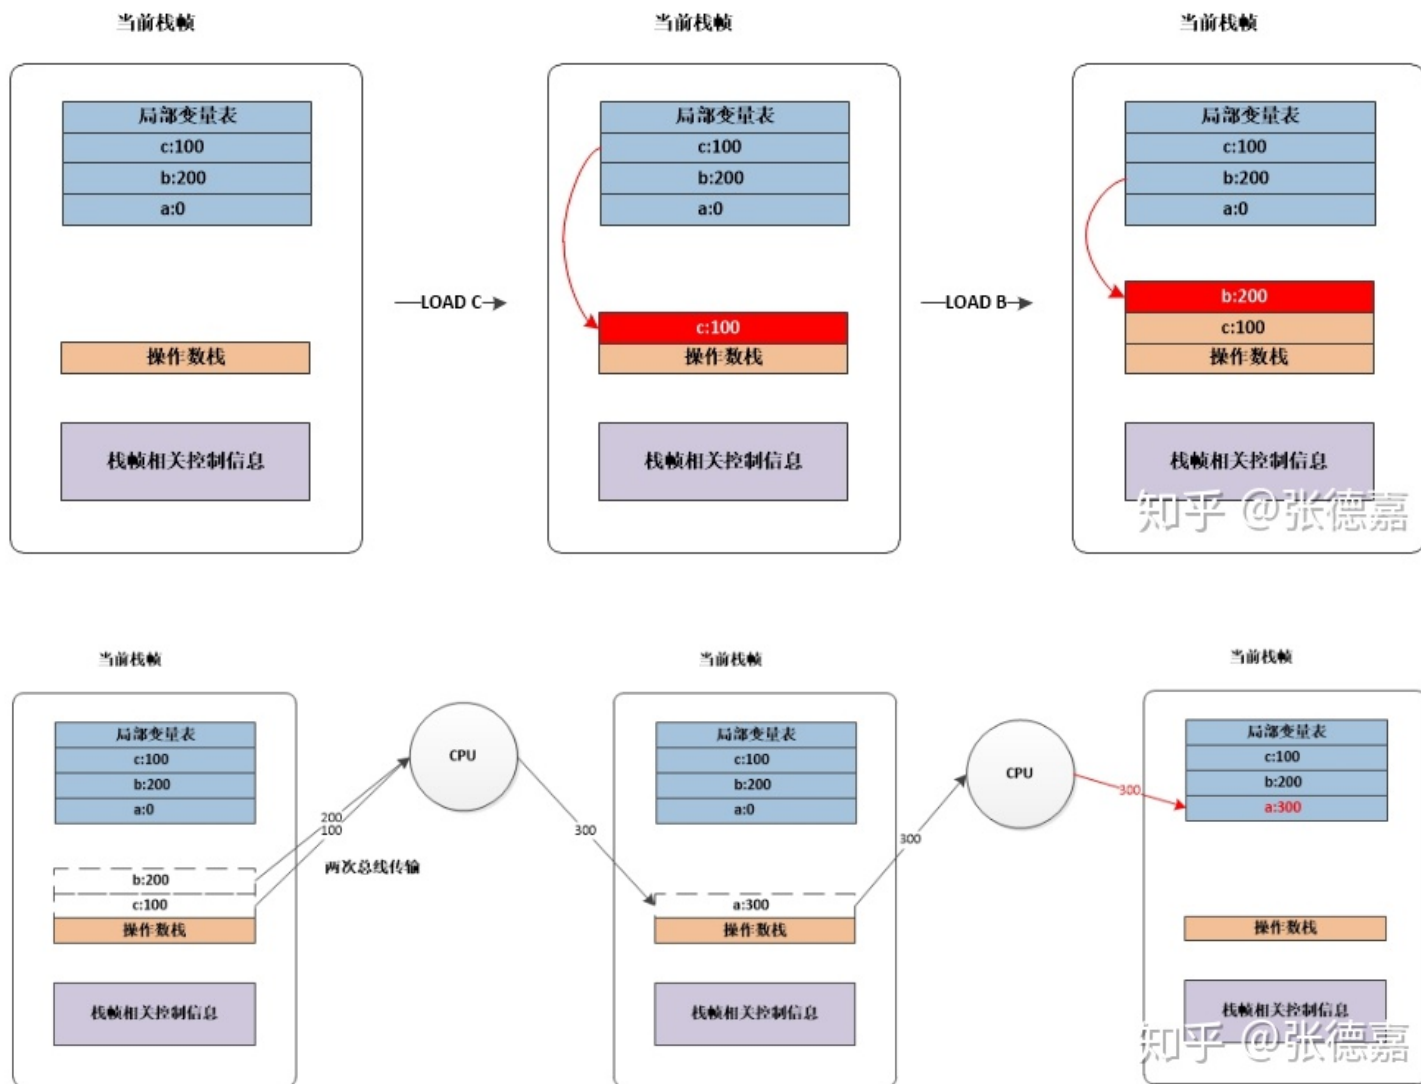 当前栈帧
当前栈帧
当前栈帧
局部变量表
c:100
b:200
a:0
操作数栈
栈帧相关控制信息
LOAD C
局部变量表
c:100
b:200
a:0
c:100
操作数栈
栈帧相关控制信息
LOAD B
局部变量表
c:100
b:200
a:0
b:200
c:100
操作数栈
栈帧相关控制信息
知乎 @张德嘉
当前栈帧
当前栈帧
当前栈帧
局部变量表
c:100
b:200
a:0
b:200
c:100
操作数栈
栈帧相关控制信息
200
100
两次总线传输
CPU
300
局部变量表
c:100
b:200
a:0
a:300
操作数栈
栈帧相关控制信息
300
CPU
300
局部变量表
c:100
b:200
a:300
操作数栈
栈帧相关控制信息
知乎 @张德嘉